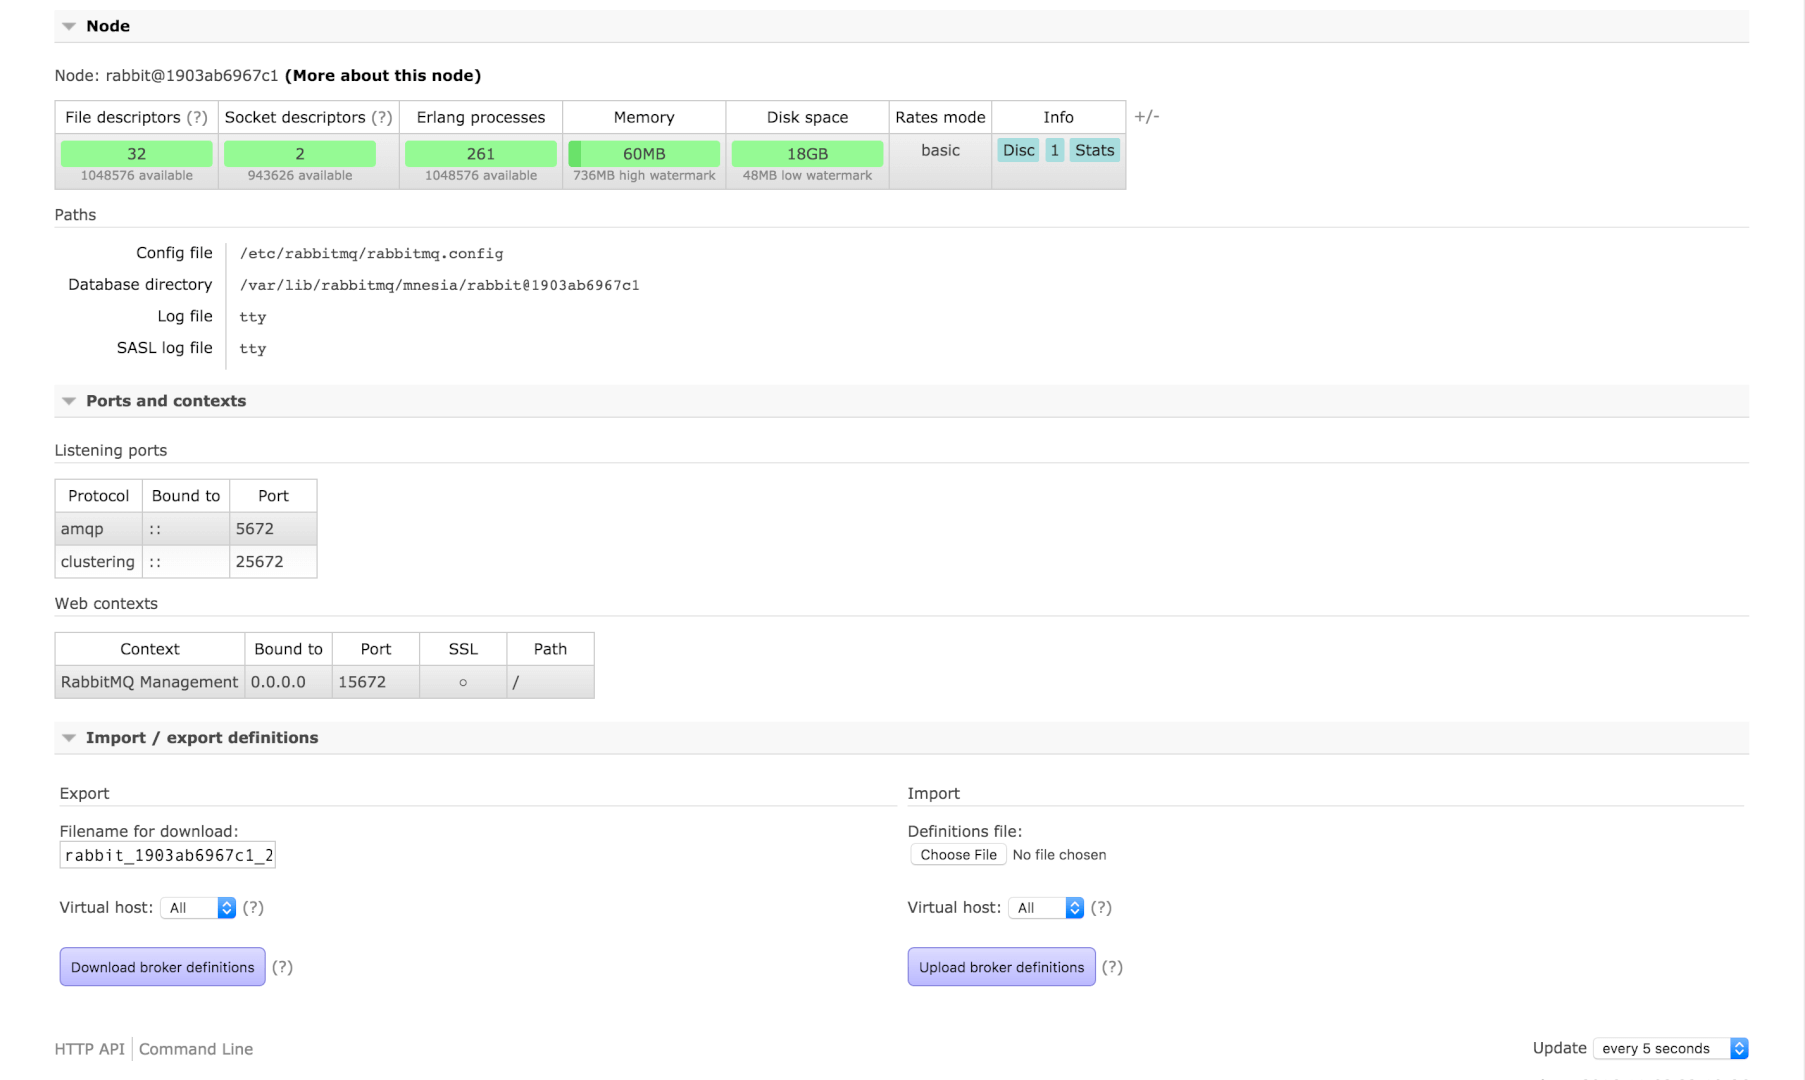 Node
Node: rabbit@1903ab6967c1 (More about this node)
File descriptors (?) Socket descriptors (?) Erlang processes Memory Disk space Rates mode Info +/-
32 2 261 60MB 18GB basic Disc 1 Stats
1048576 available 943626 available 1048576 available 736MB high watermark 48MB low watermark
Paths
Config file /etc/rabbitmq/rabbitmq.config
Database directory /var/lib/rabbitmq/mnesia/rabbit@1903ab6967c1
Log file tty
SASL log file tty
Ports and contexts
Listening ports
Protocol Bound to Port
amqp :: 5672
clustering :: 25672
Web contexts
Context Bound to Port SSL Path
RabbitMQ Management 0.0.0.0 15672 ○ /
Import / export definitions
Export Import
Filename for download: Definitions file:
rabbit_1903ab6967c1_2 Choose File No file chosen
Virtual host: All (?) Virtual host: All (?)
Download broker definitions (?) Upload broker definitions (?)
HTTP API Command Line Update every 5 seconds